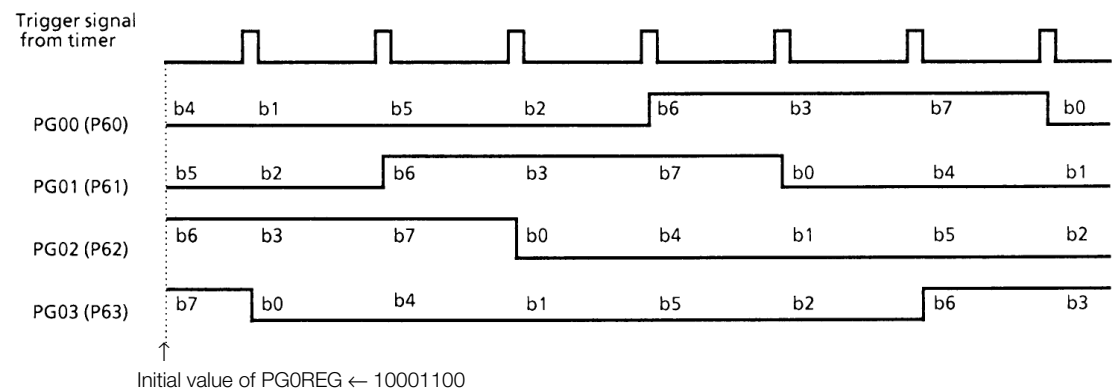 Trigger signal
from timer
PG00 (P60) b4 b1 b5 b2 b6 b3 b7 b0
PG01 (P61) b5 b2 b6 b3 b7 b0 b4 b1
PG02 (P62) b6 b3 b7 b0 b4 b1 b5 b2
PG03 (P63) b7 b0 b4 b1 b5 b2 b6 b3
↑
Initial value of PG0REG ← 10001100